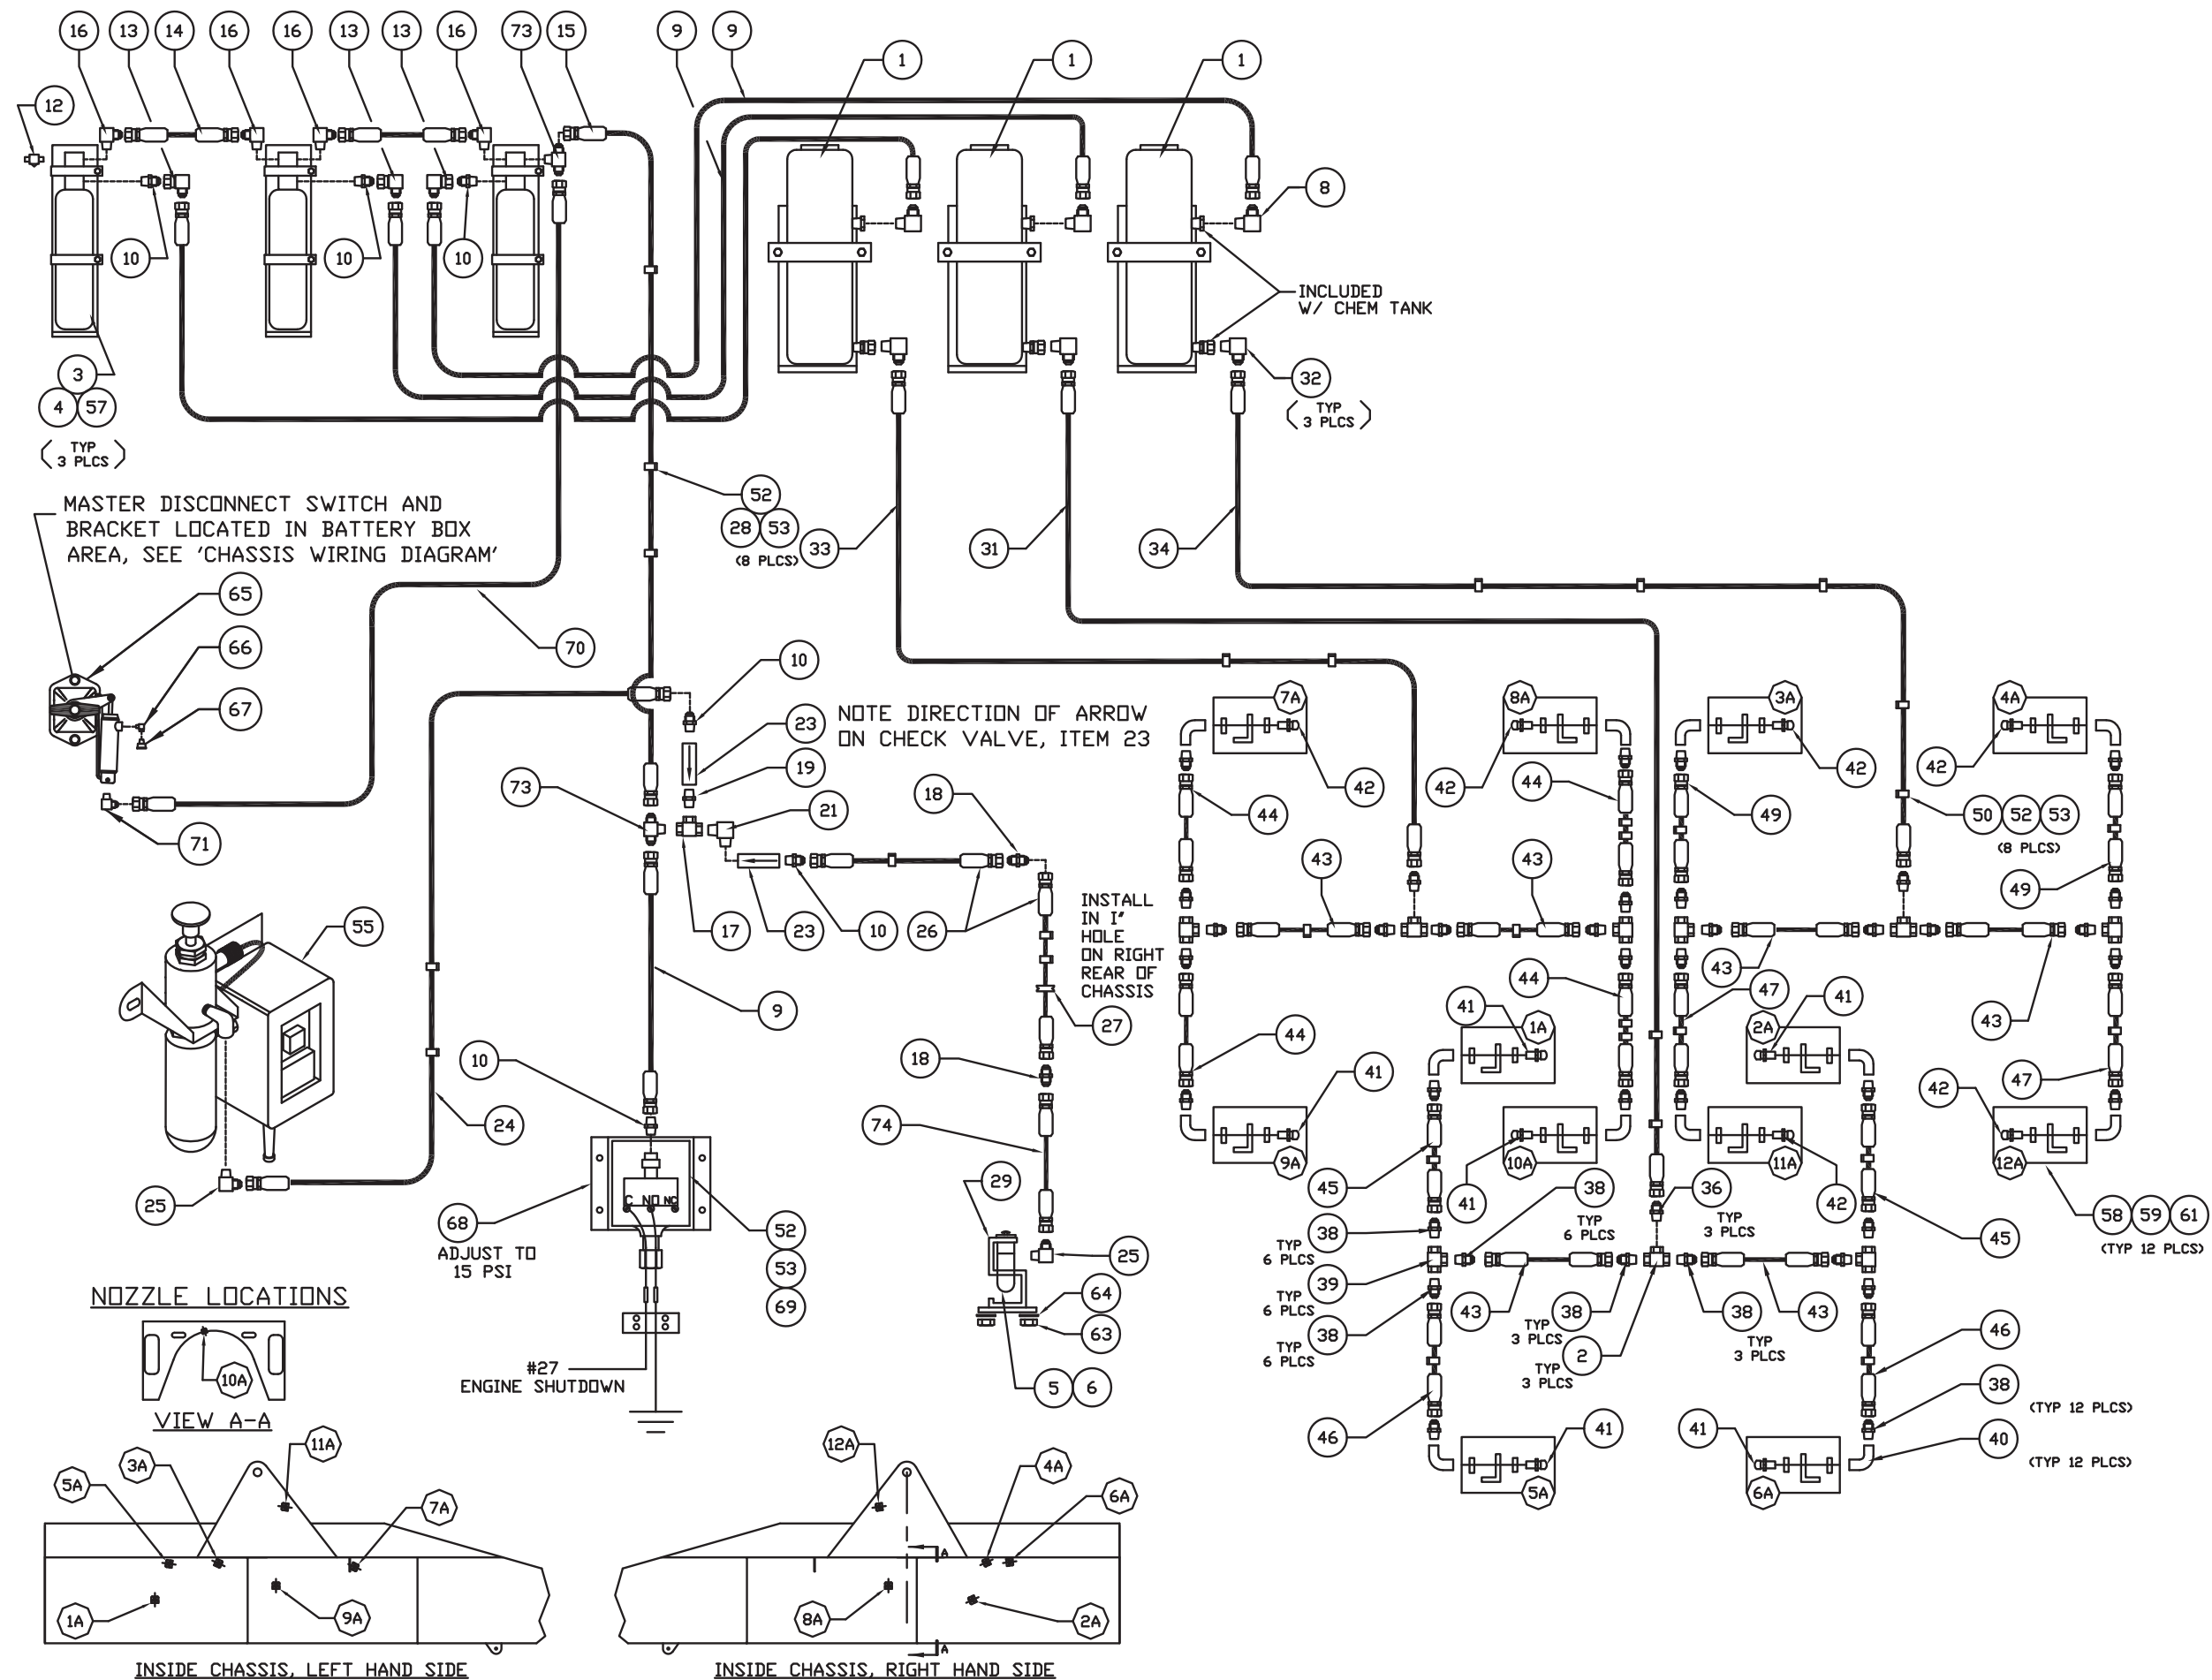 16 13 14 16 16 13 13 16 73 15 9 9
1 1 1
12
8
10 10 10
INCLUDED
W/ CHEM TANK
3
4 57
TYP
3 PLCS
32
TYP
3 PLCS
MASTER DISCONNECT SWITCH AND
BRACKET LOCATED IN BATTERY BOX
AREA, SEE 'CHASSIS WIRING DIAGRAM'
52
28 53
(8 PLCS)
33 31 34
65
66
67
70
71
10
23
NOTE DIRECTION OF ARROW
ON CHECK VALVE, ITEM 23
19
73
21
18
17 23 10 26
INSTALL
IN 1"
HOLE
ON RIGHT
REAR OF
CHASSIS
27
18
9
10
55
24
25
74
29
25
64
63
5 6
C NO NC
68
ADJUST TO
15 PSI
52
53
69
#27
ENGINE SHUTDOWN
7A 8A 3A 4A
42 42 42 42
44 44 49
50 52 53
(8 PLCS)
43 43
49
43
44 47
43
41 1A 2A 41
44
41
47
42
9A 10A 11A 12A
41 42
45
38
TYP
6 PLCS
36
TYP
3 PLCS
58 59 61
(TYP 12 PLCS)
45
TYP
6 PLCS
38
39
TYP
6 PLCS
38
TYP
6 PLCS
43
38
TYP
3 PLCS
2
TYP
3 PLCS
38
TYP
3 PLCS
43
46
38
(TYP 12 PLCS)
46
41 41
40
(TYP 12 PLCS)
5A 6A
NOZZLE LOCATIONS
10A
VIEW A-A
11A
3A
5A
7A
1A
9A
INSIDE CHASSIS, LEFT HAND SIDE
12A
4A
6A
A
8A
2A
A
INSIDE CHASSIS, RIGHT HAND SIDE